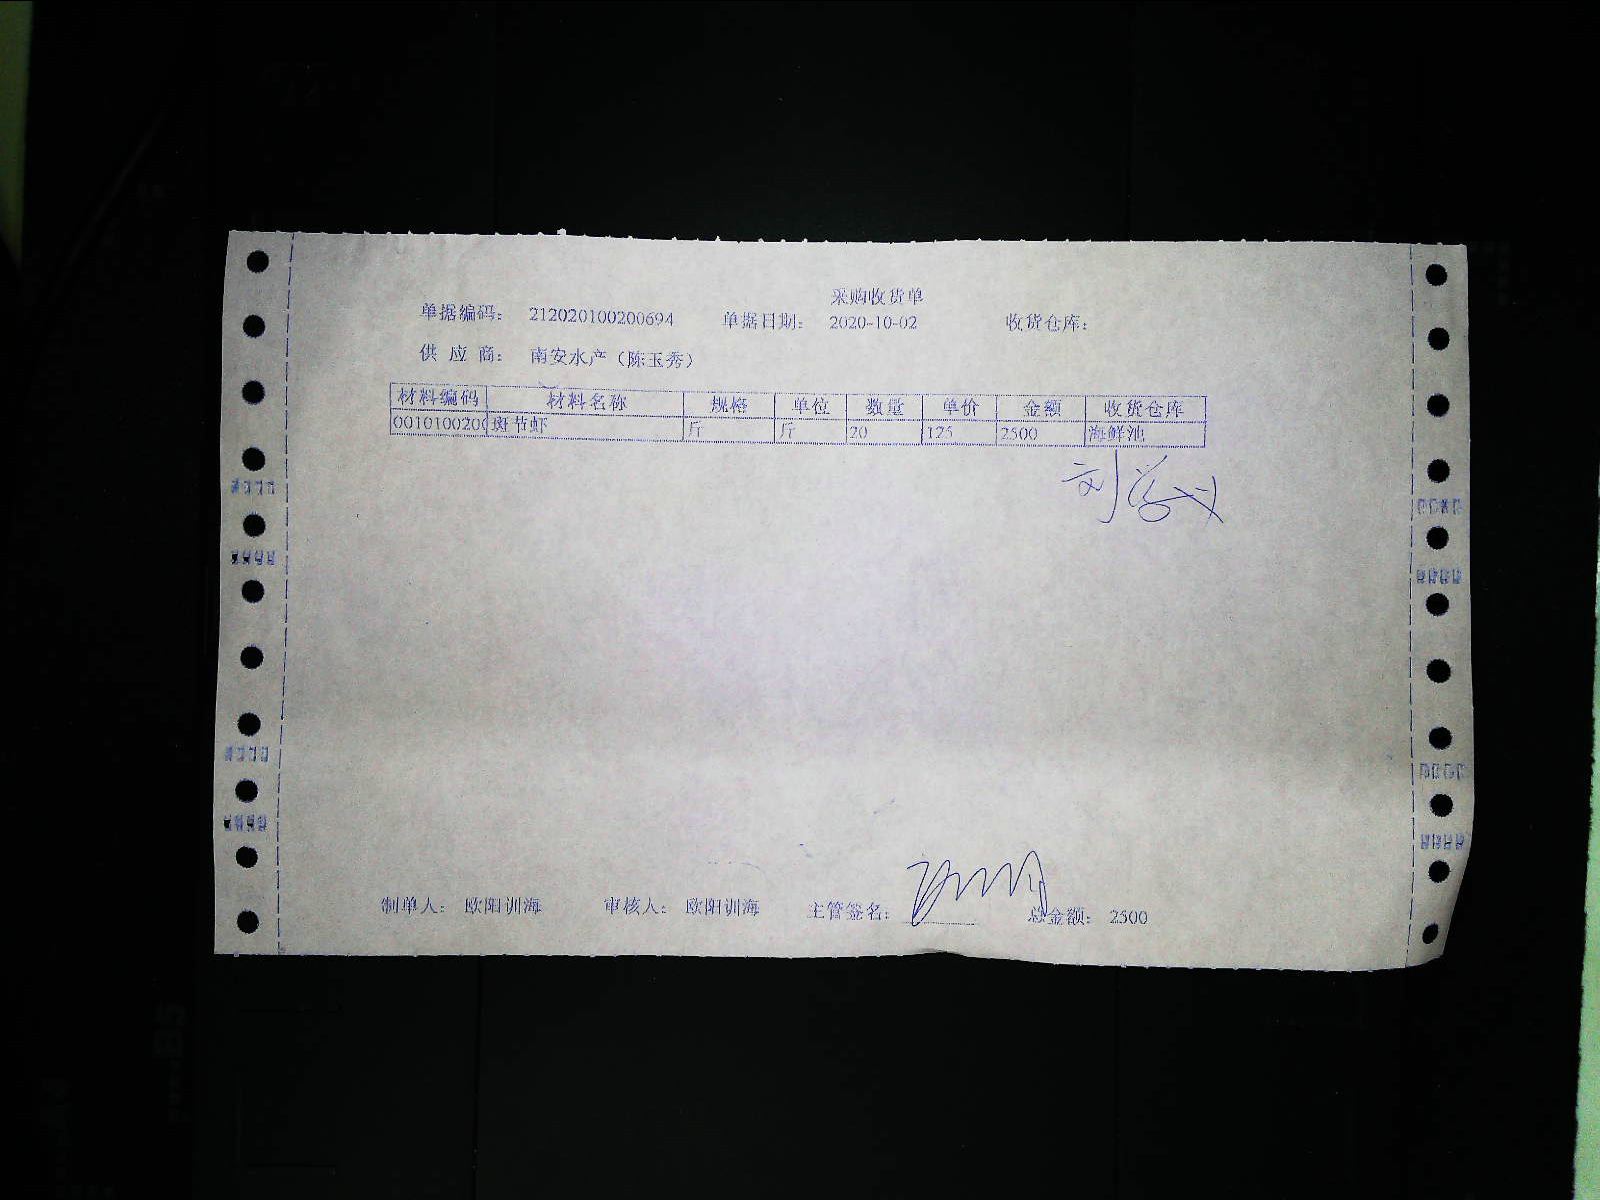 采购收货单
单据编码： 212020100200694 单据日期： 2020-10-02 收货仓库：
供 应 商： 南安水产（陈玉秀）
材料编码 材料名称 规格 单位 数量 单价 金额 收货仓库
0010100200 斑节虾 斤 斤 20 125 2500 海鲜池
制单人： 欧阳训海 审核人： 欧阳训海 主管签名： 总金额： 2500